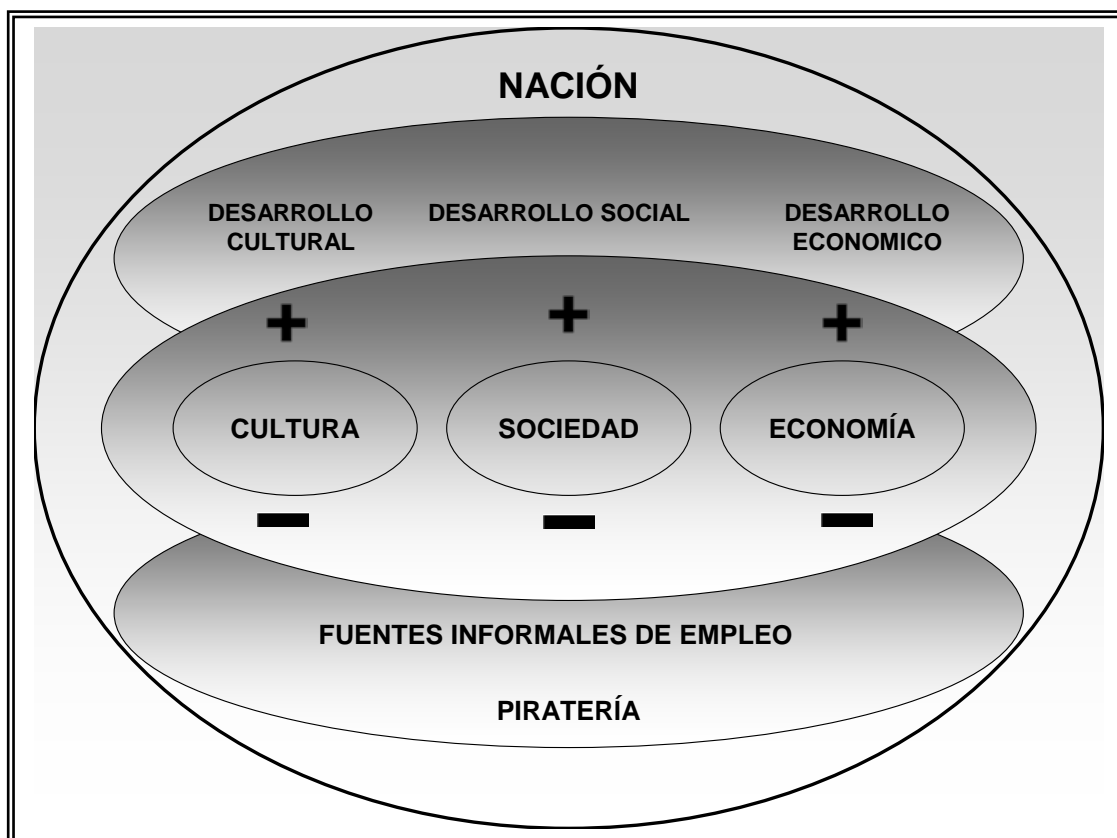 NACIÓN
DESARROLLO CULTURAL
DESARROLLO SOCIAL
DESARROLLO ECONOMICO
+ + +
CULTURA
SOCIEDAD
ECONOMÍA
− − −
FUENTES INFORMALES DE EMPLEO
PIRATERÍA